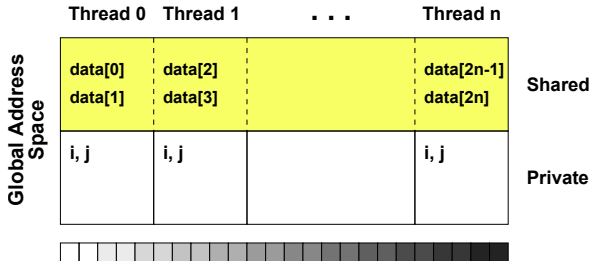 Thread 0 Thread 1 . . . Thread n
Global Address
Space
data[0] data[2] data[2n-1]
data[1] data[3] data[2n]
Shared
i, j i, j i, j
Private